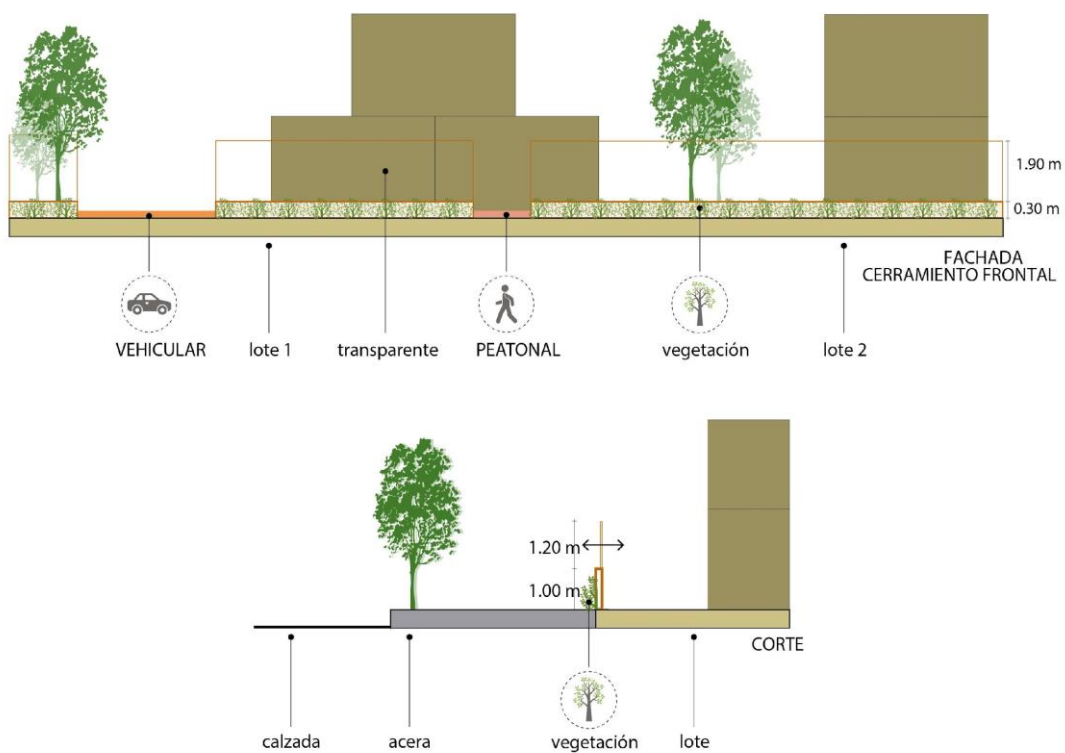 1.90 m
0.30 m
FACHADA
CERRAMIENTO FRONTAL
VEHICULAR
lote 1
transparente
PEATONAL
vegetación
lote 2
1.20 m
1.00 m
CORTE
calzada
acera
vegetación
lote